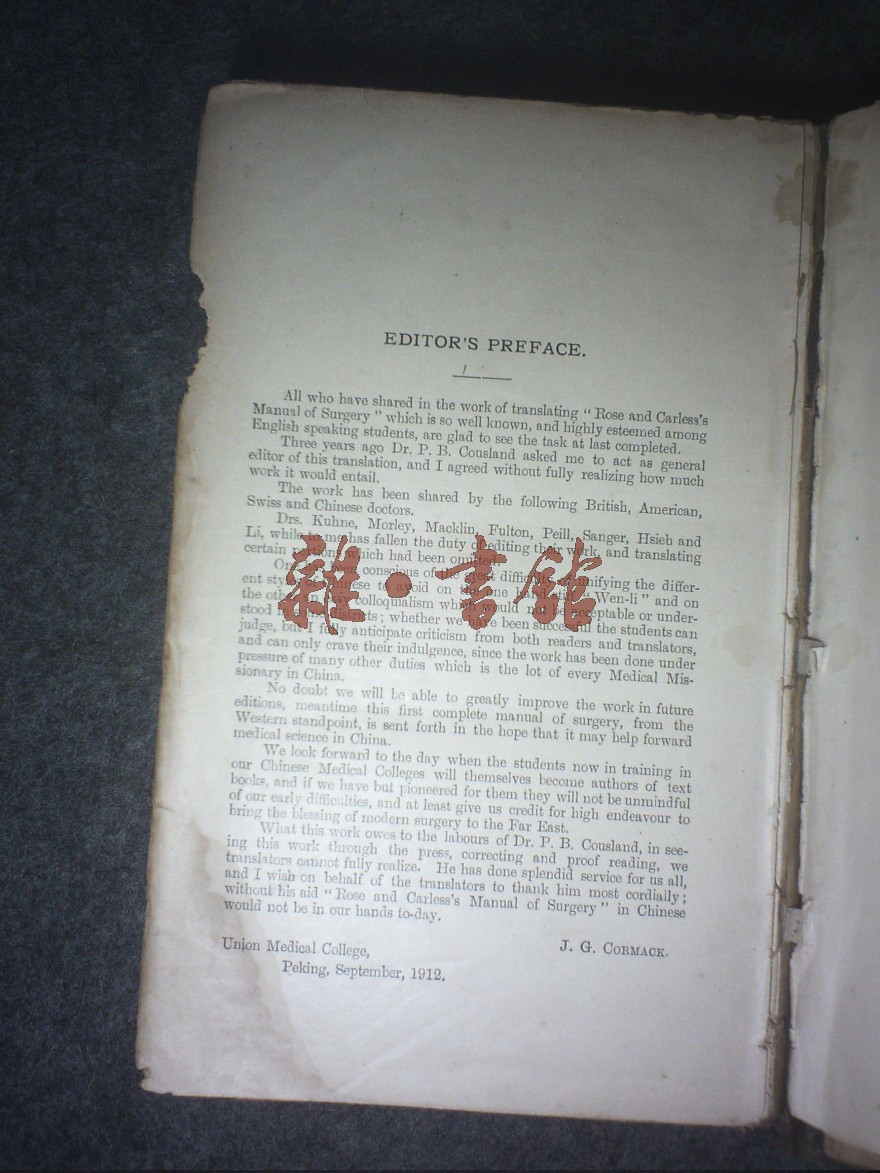 EDITOR'S PREFACE.
All who have shared in the work of translating "Rose and Carless's
Manual of Surgery" which is so well known, and highly esteemed among
English speaking students, are glad to see the task at last completed.
Three years ago Dr. P. B. Cousland asked me to act as general
editor of this translation, and I agreed without fully realizing how much
work it would entail.
The work has been shared by the following British, American,
Swiss and Chinese doctors.
Drs. Kuhne, Morley, Macklin, Fulton, Peill, Sanger, Hsieh and
Li, while to me has fallen the duty of editing their work, and translating
certain portions which had been omitted.
conscious of the great difficulty of unifying the differ-
ent Chinese to avoid on the one "Wen-li" and on
the colloquialism which would not be acceptable or under-
stood whether we have been successful the students can
judge, but I fully anticipate criticism from both readers and translators,
and can only crave their indulgence, since the work has been done under
pressure of many other duties which is the lot of every Medical Mis-
sionary in China.
No doubt we will be able to greatly improve the work in future
editions, meantime this first complete manual of surgery, from the
Western standpoint, is sent forth in the hope that it may help forward
medical science in China.
We look forward to the day when the students now in training in
our Chinese Medical Colleges will themselves become authors of text
books, and if we have but pioneered for them they will not be unmindful
of our early difficulties, and at least give us credit for high endeavour to
bring the blessing of modern surgery to the Far East.
What this work owes to the labours of Dr. P. B. Cousland, in see-
ing this work through the press, correcting and proof reading, we
translators cannot fully realize. He has done splendid service for us all,
and I wish on behalf of the translators to thank him most cordially;
without his aid "Rose and Carless's Manual of Surgery" in Chinese
would not be in our hands to-day.
Union Medical College, J. G. CORMACK.
Peking, September, 1912.
雜·書館